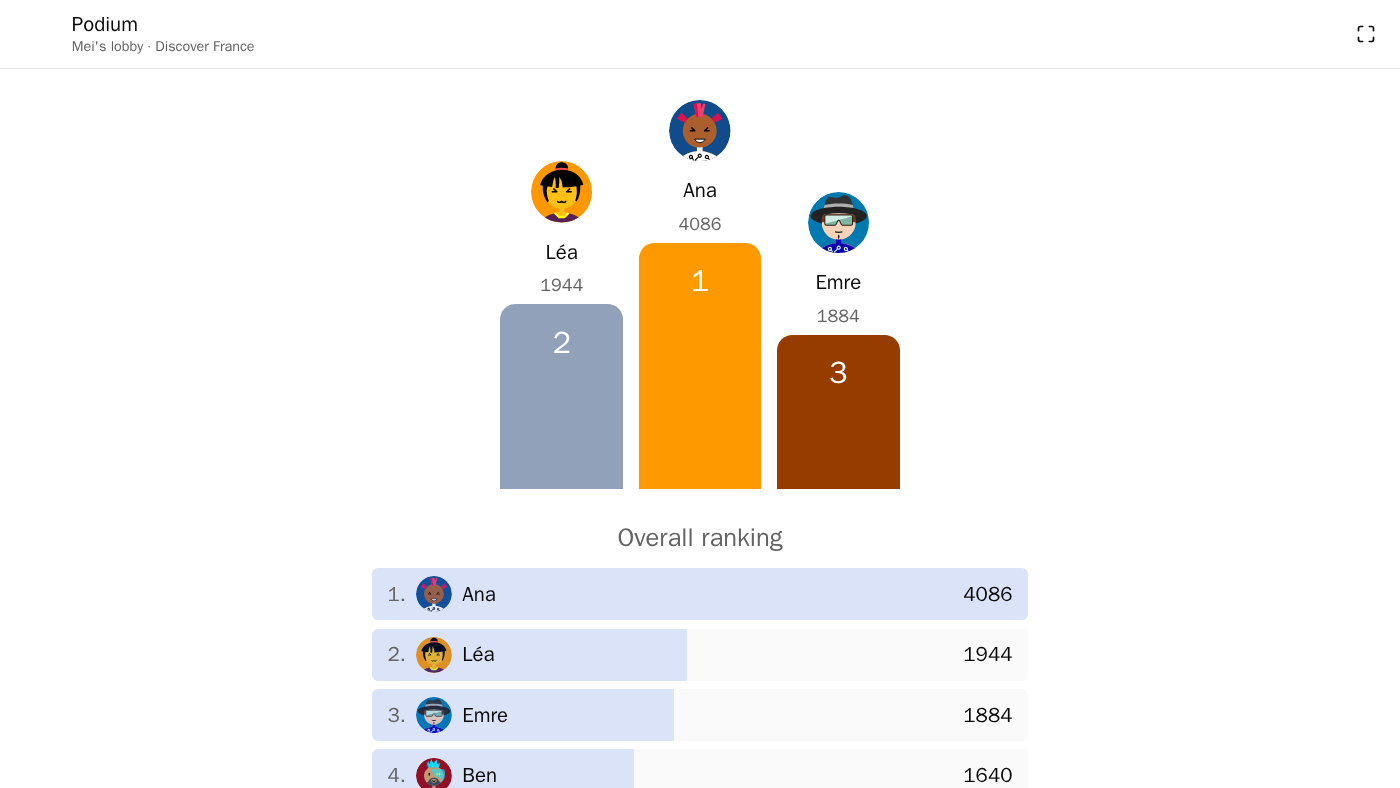 Podium
Mei's lobby · Discover France
Ana
4086
Léa
1944
Emre
1884
1
2
3
Overall ranking
1. Ana 4086
2. Léa 1944
3. Emre 1884
4. Ben 1640